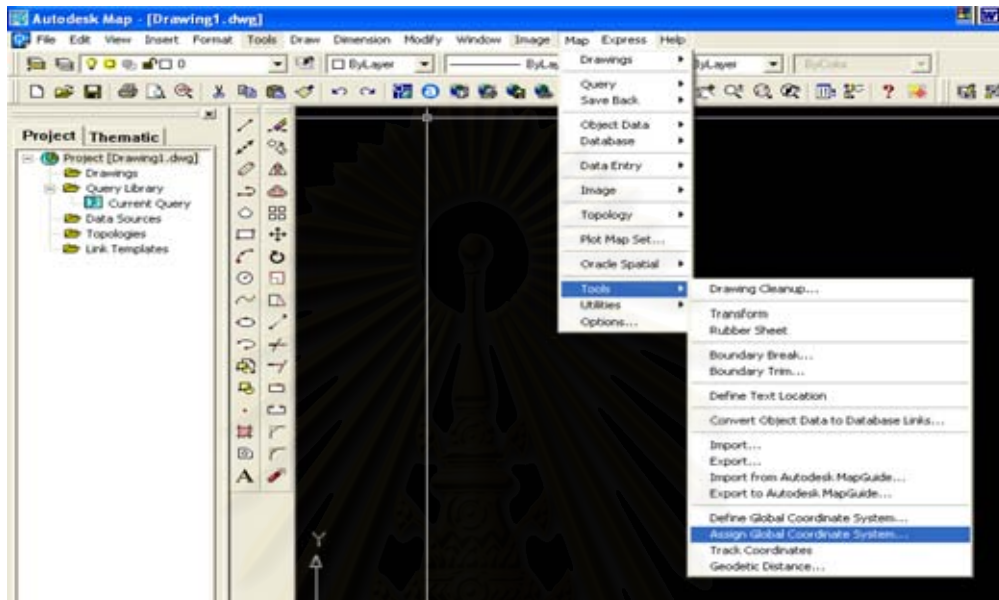 Autodesk Map - [Drawing1.dwg]
File Edit View Insert Format Tools Draw Dimension Modify Window Image Map Express Help
0 ByLayer ByLayer ByColor
Project Thematic
Project [Drawing1.dwg]
Drawings
Query Library
Current Query
Data Sources
Topologies
Link Templates
A
Y
Drawings
Query
Save Back
Object Data
Database
Data Entry
Image
Topology
Plot Map Set...
Oracle Spatial
Tools
Utilities
Options...
Drawing Cleanup...
Transform
Rubber Sheet
Boundary Break...
Boundary Trim...
Define Text Location
Convert Object Data to Database Links...
Import...
Export...
Import from Autodesk MapGuide...
Export to Autodesk MapGuide...
Define Global Coordinate System...
Assign Global Coordinate System...
Track Coordinates
Geodetic Distance...